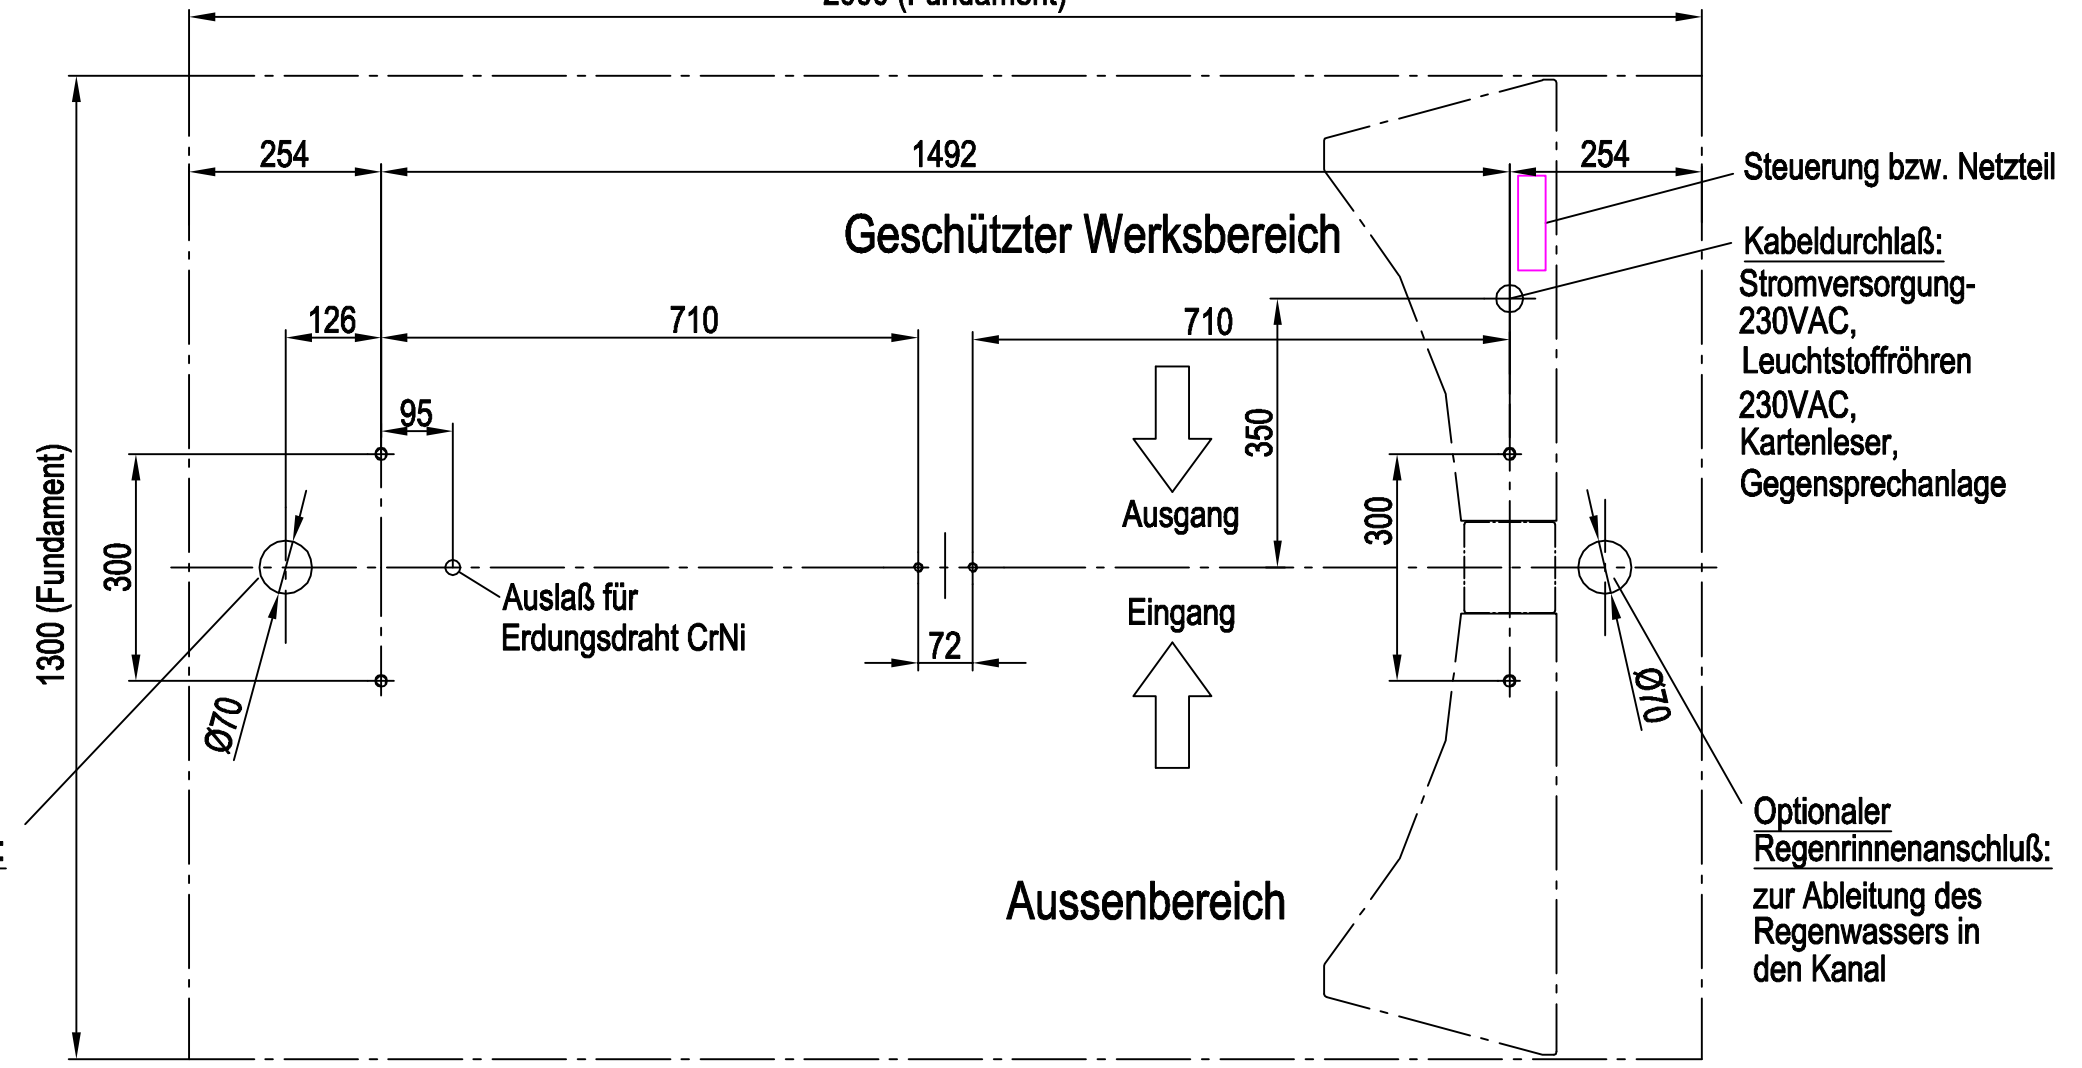 2000 (Fundament)
254
1492
254
Steuerung bzw. Netzteil
Geschützter Werksbereich
Kabeldurchlaß:
Stromversorgung-
230VAC,
Leuchtstoffröhren
230VAC,
Kartenleser,
Gegensprechanlage
126
710
710
95
350
1300 (Fundament)
300
300
Ausgang
Auslaß für
Erdungsdraht CrNi
Eingang
72
Ø70
Ø70
Aussenbereich
Optionaler
Regenrinnenanschluß:
zur Ableitung des
Regenwassers in
den Kanal